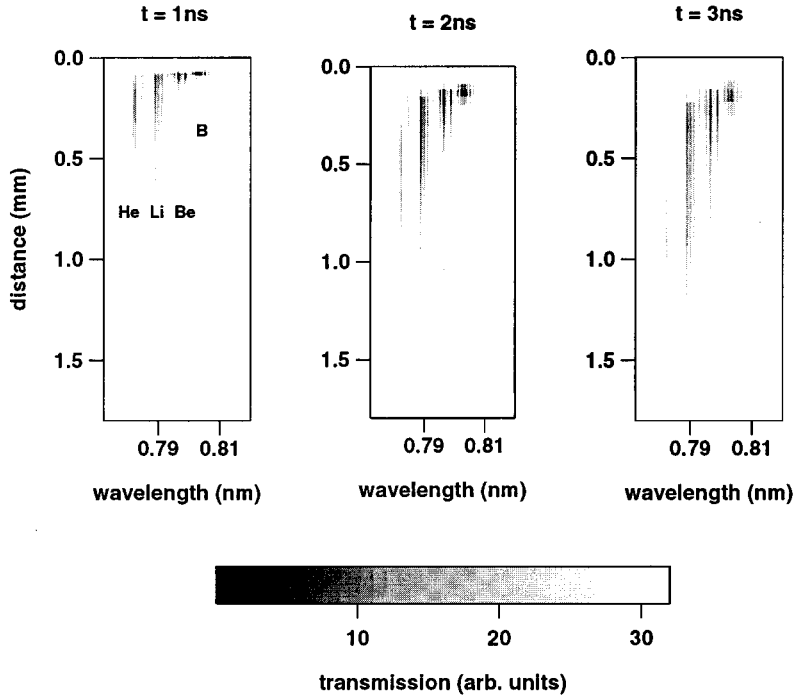 t = 1ns
t = 2ns
t = 3ns
0.0
0.5
1.0
1.5
distance (mm)
He Li Be
B
0.79 0.81
wavelength (nm)
0.0
0.5
1.0
1.5
0.79 0.81
wavelength (nm)
0.0
0.5
1.0
1.5
0.79 0.81
wavelength (nm)
10 20 30
transmission (arb. units)